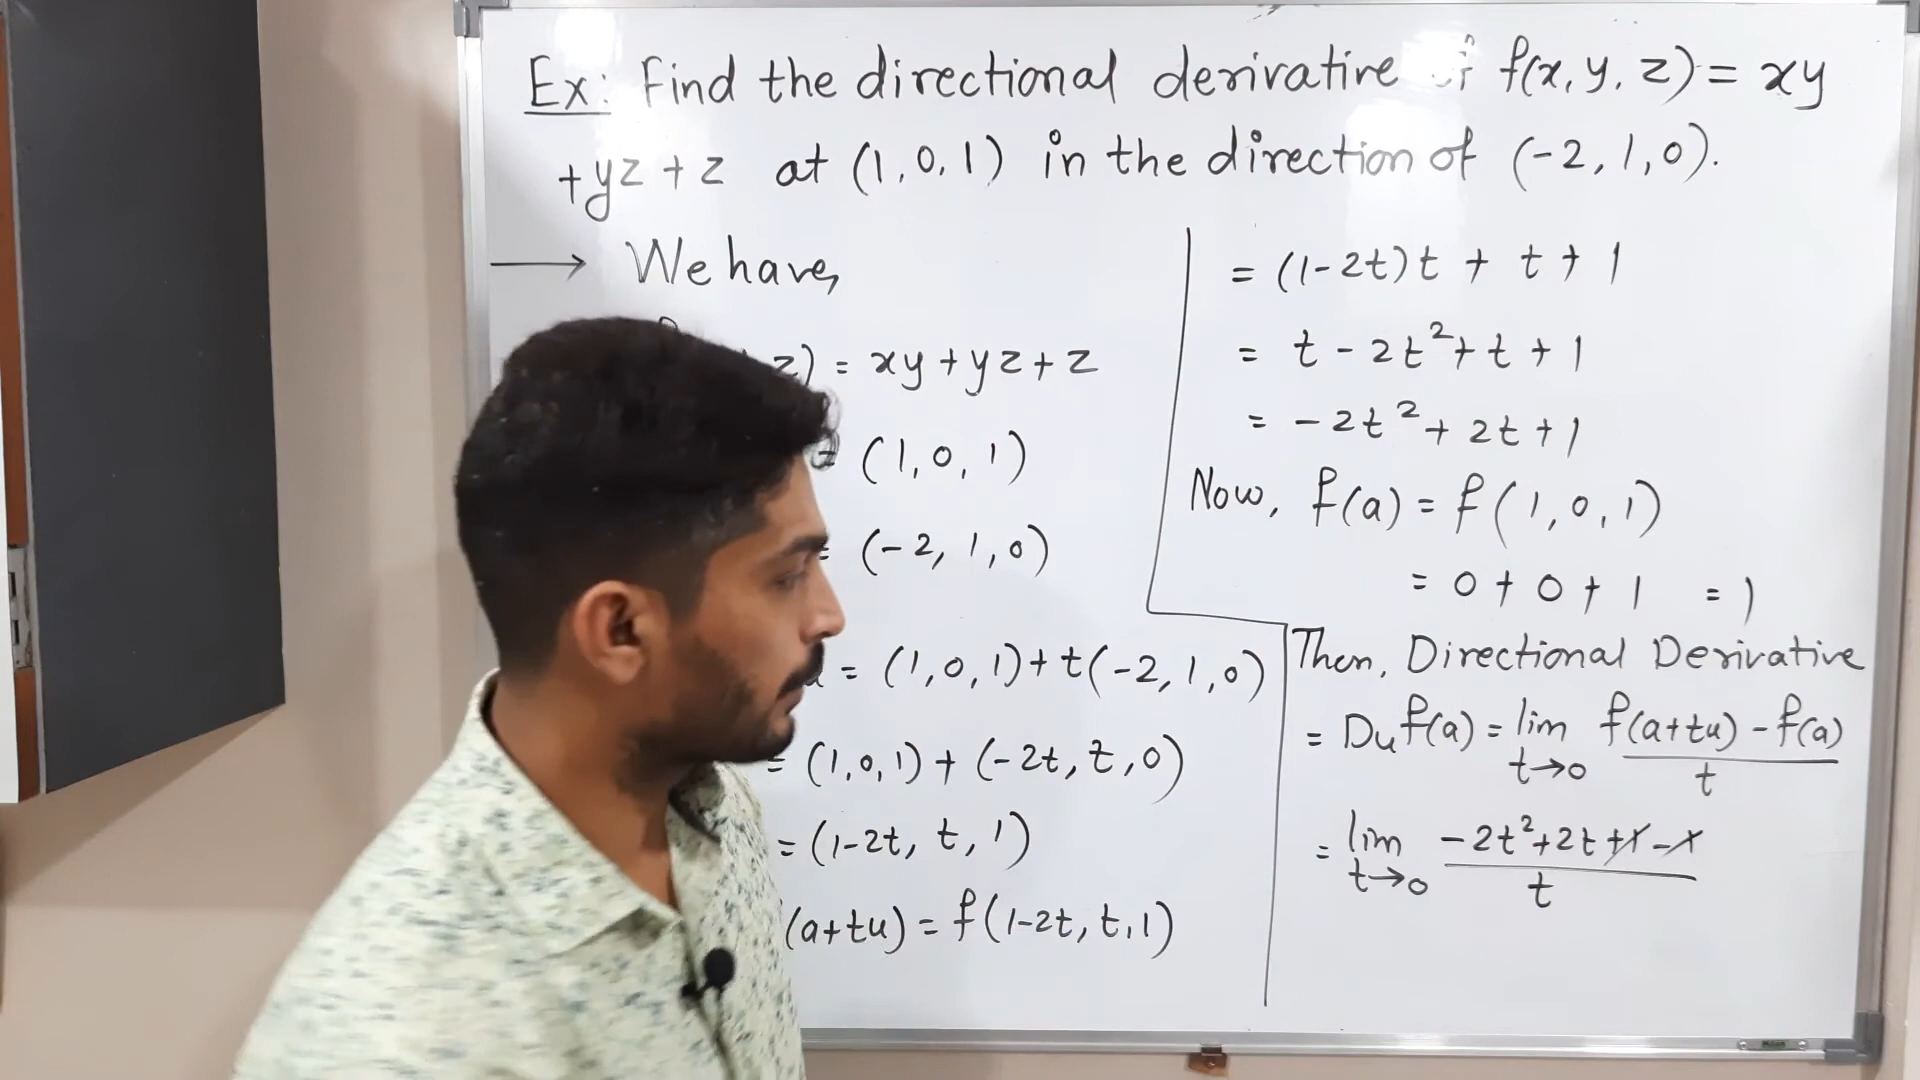 Ex: Find the directional derivative of f(x, y, z) = xy
+yz + z at (1, 0, 1) in the direction of (-2, 1, 0).
→ We have,
z) = xy + yz + z
= (1, 0, 1)
= (-2, 1, 0)
= (1, 0, 1) + t(-2, 1, 0)
= (1, 0, 1) + (-2t, t, 0)
= (1-2t, t, 1)
(a+tu) = f(1-2t, t, 1)
= (1-2t)t + t + 1
= t - 2t² + t + 1
= -2t² + 2t + 1
Now, f(a) = f(1, 0, 1)
= 0 + 0 + 1 = 1
Then, Directional Derivative
= Du f(a) = lim t→0 f(a+tu) - f(a) / t
= lim t→0 -2t²+2t+1-1 / t